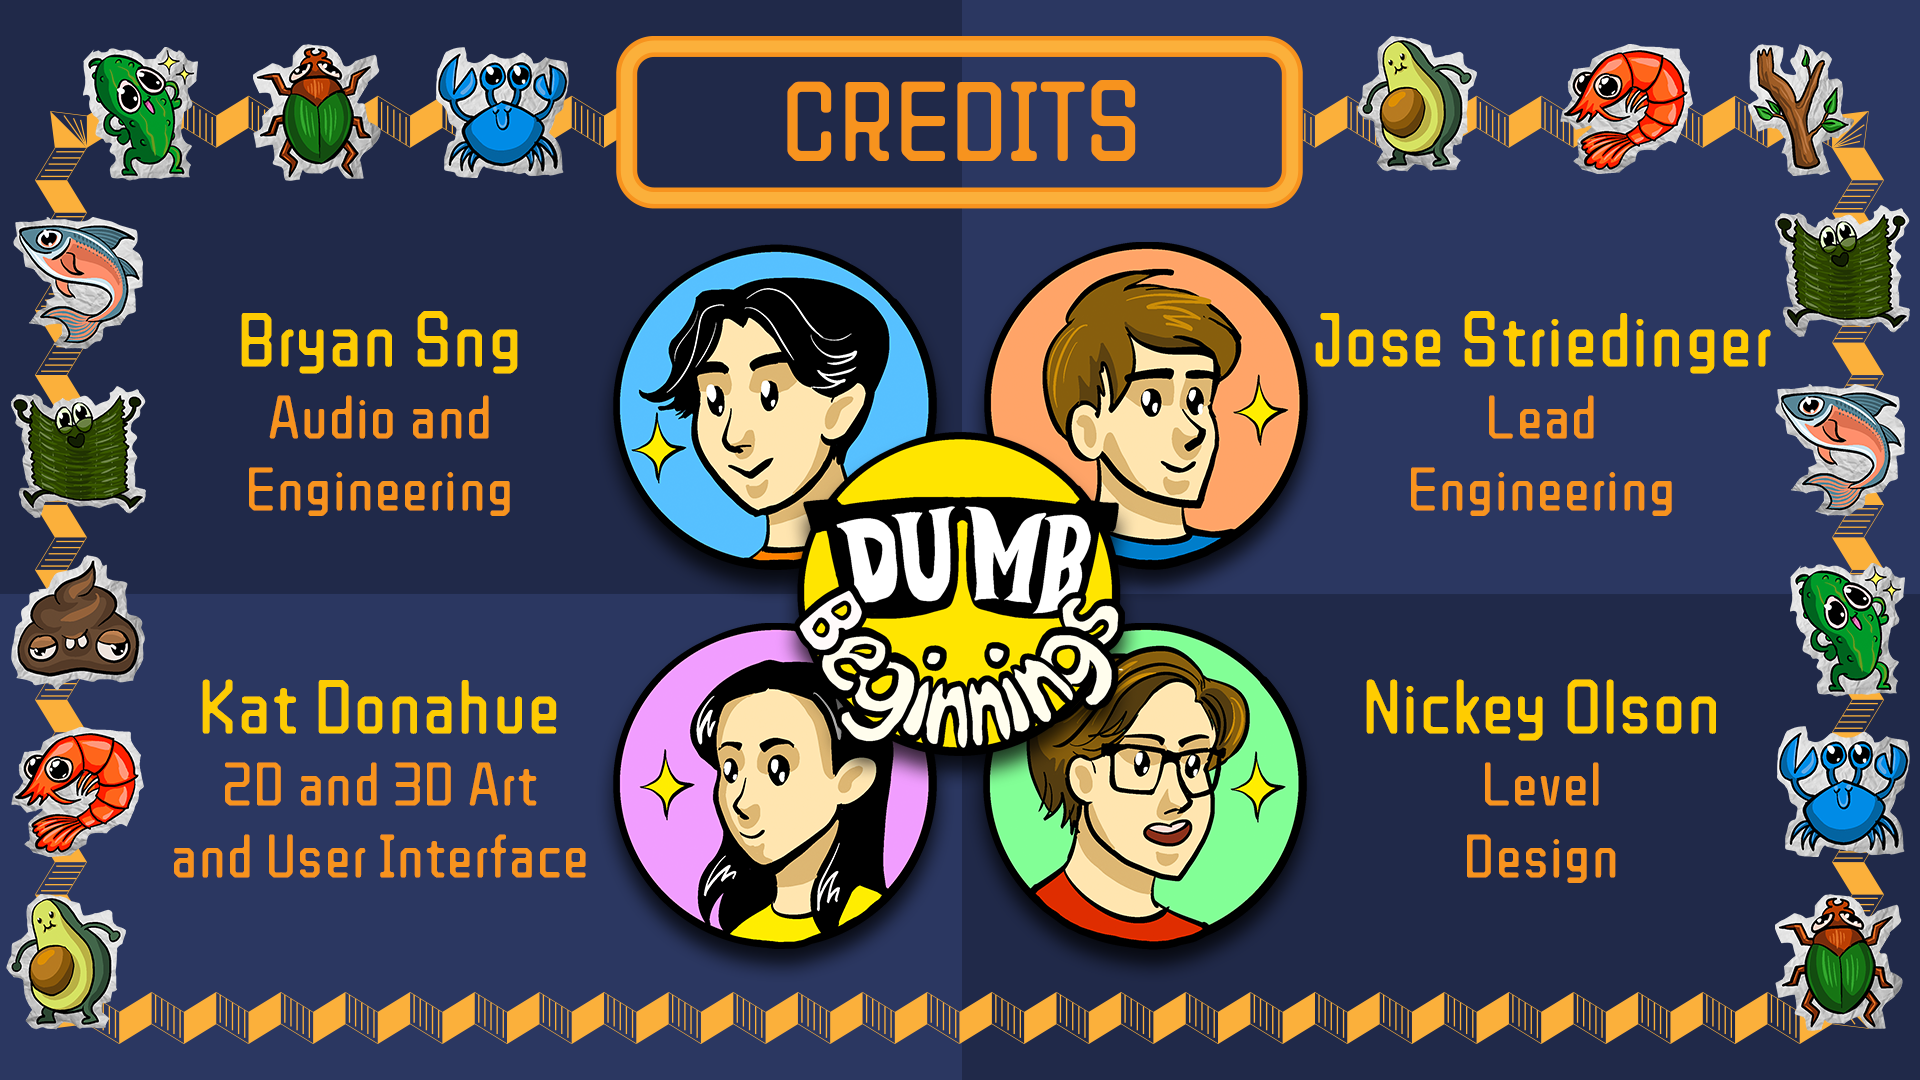 CREDITS
Bryan Sng
Audio and
Engineering
Jose Striedinger
Lead
Engineering
DUMB
Beginnings
Kat Donahue
2D and 3D Art
and User Interface
Nickey Olson
Level
Design